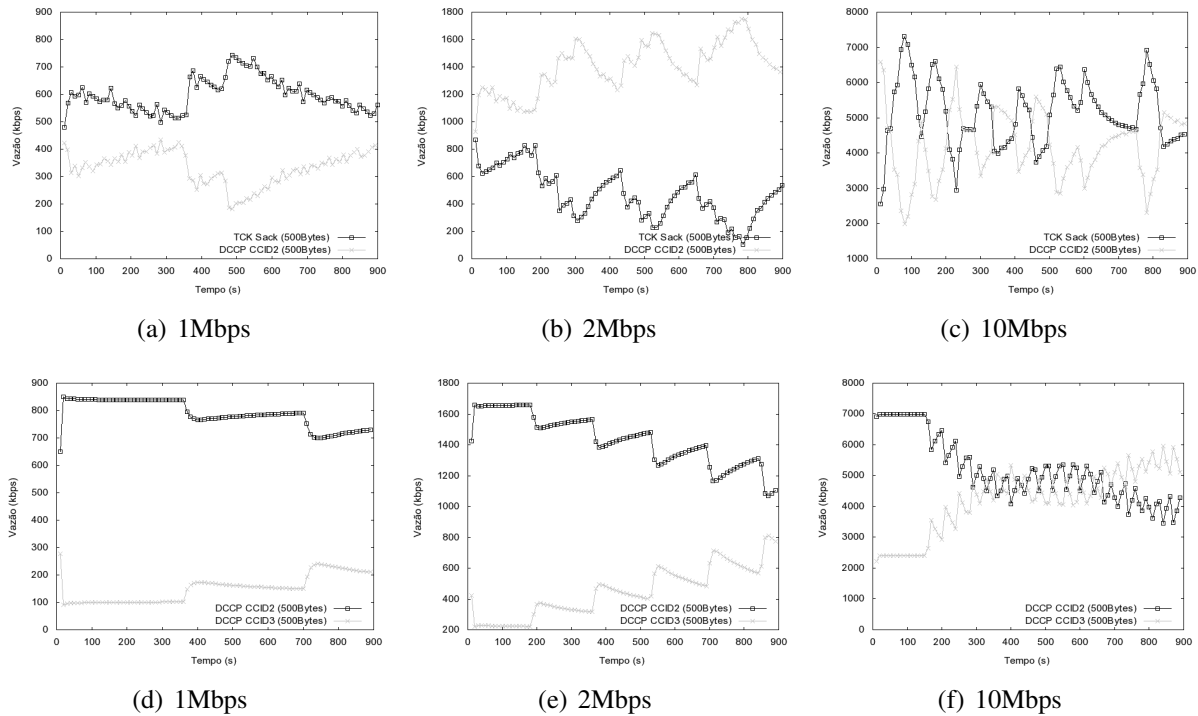 900
800
700
600
500
400
300
200
100
0
Vazão (kbps)
TCK Sack (500Bytes)
DCCP CCID2 (500Bytes)
0 100 200 300 400 500 600 700 800 900
Tempo (s)
(a) 1Mbps
1800
1600
1400
1200
1000
800
600
400
200
0
Vazão (kbps)
TCK Sack (500Bytes)
DCCP CCID2 (500Bytes)
0 100 200 300 400 500 600 700 800 900
Tempo (s)
(b) 2Mbps
8000
7000
6000
5000
4000
3000
2000
1000
Vazão (kbps)
TCK Sack (500Bytes)
DCCP CCID2 (500Bytes)
0 100 200 300 400 500 600 700 800 900
Tempo (s)
(c) 10Mbps
900
800
700
600
500
400
300
200
100
0
Vazão (kbps)
DCCP CCID2 (500Bytes)
DCCP CCID3 (500Bytes)
0 100 200 300 400 500 600 700 800 900
Tempo (s)
(d) 1Mbps
1800
1600
1400
1200
1000
800
600
400
200
Vazão (kbps)
DCCP CCID2 (500Bytes)
DCCP CCID3 (500Bytes)
0 100 200 300 400 500 600 700 800 900
Tempo (s)
(e) 2Mbps
8000
7000
6000
5000
4000
3000
2000
1000
0
Vazão (kbps)
DCCP CCID2 (500Bytes)
DCCP CCID3 (500Bytes)
0 100 200 300 400 500 600 700 800 900
Tempo (s)
(f) 10Mbps